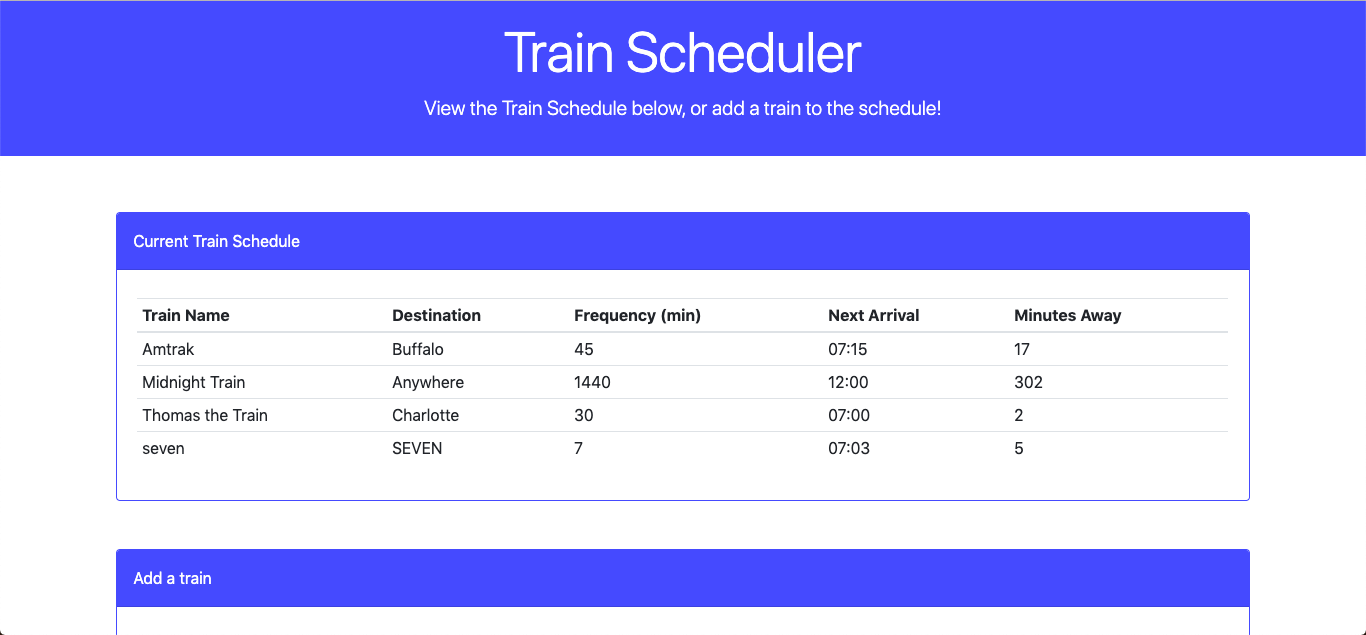 Train Scheduler
View the Train Schedule below, or add a train to the schedule!
Current Train Schedule
Train Name Destination Frequency (min) Next Arrival Minutes Away
Amtrak Buffalo 45 07:15 17
Midnight Train Anywhere 1440 12:00 302
Thomas the Train Charlotte 30 07:00 2
seven SEVEN 7 07:03 5
Add a train